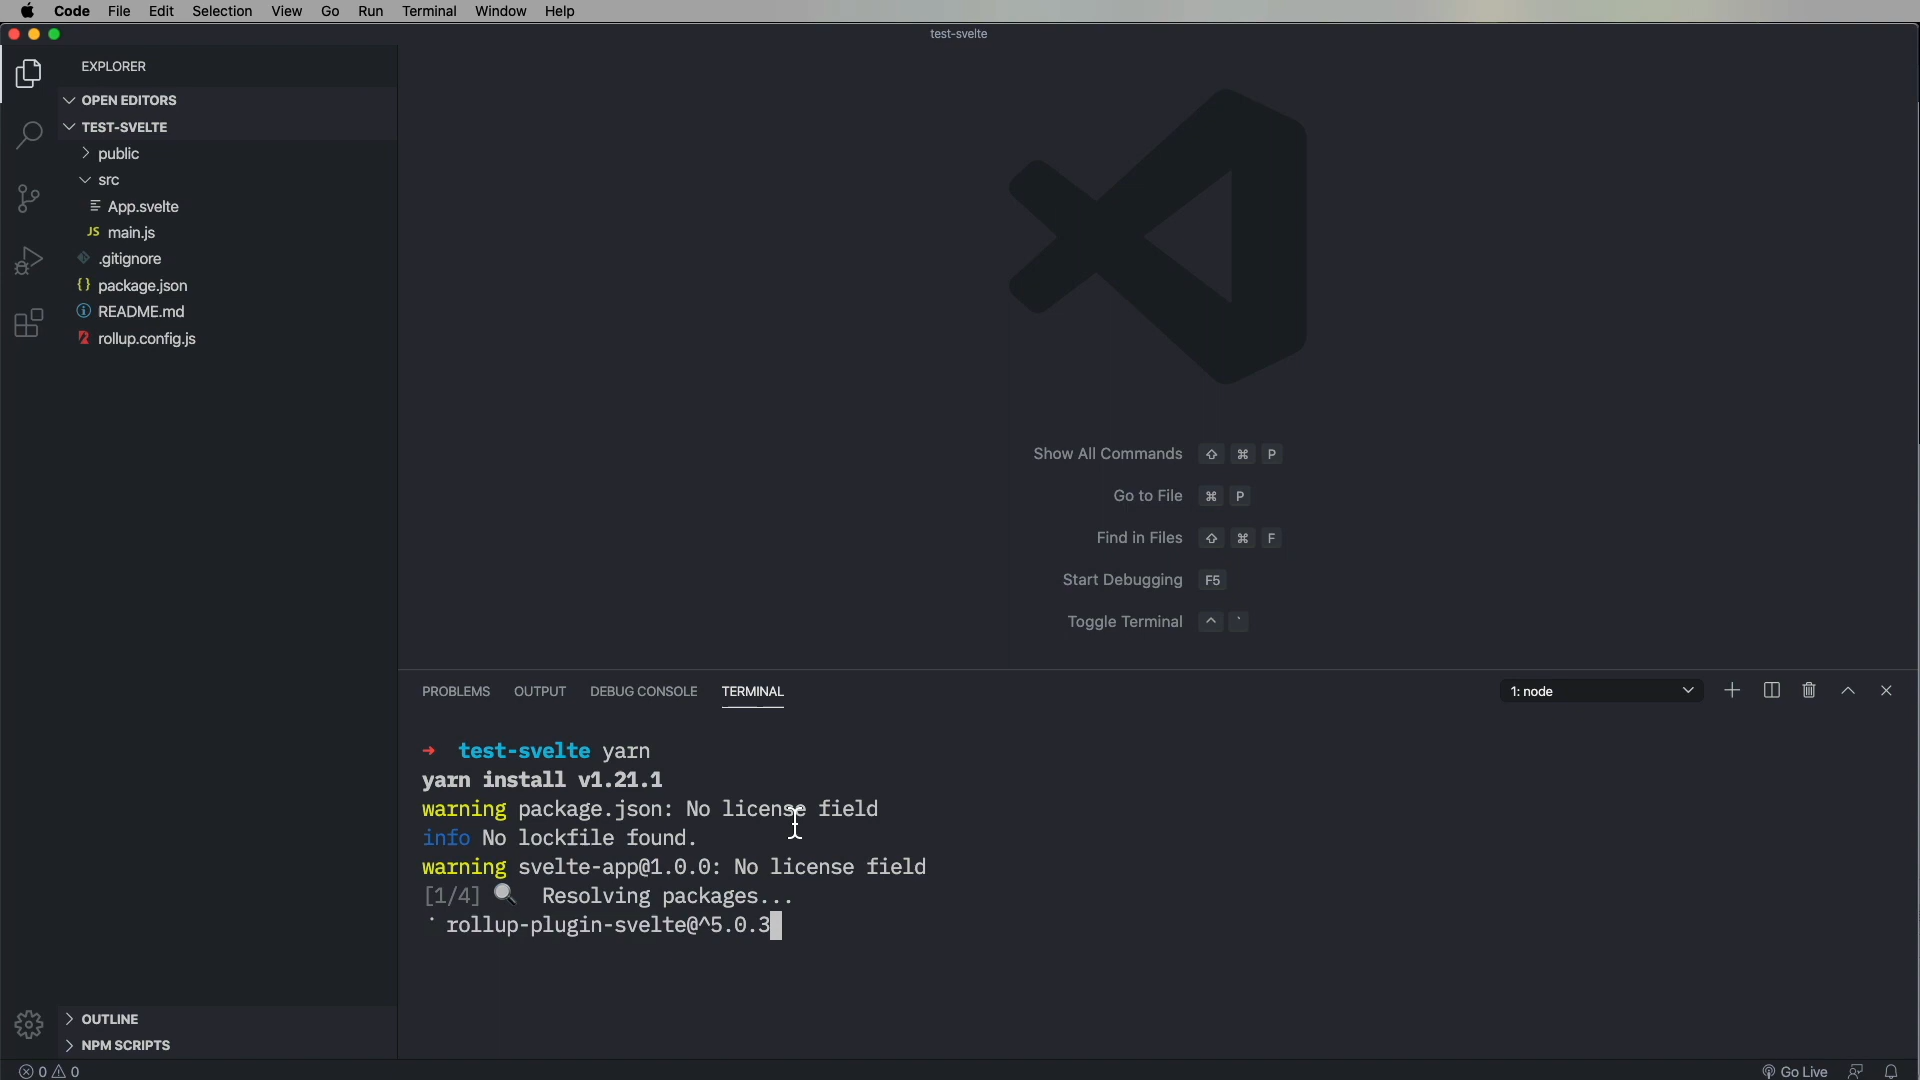 Code File Edit Selection View Go Run Terminal Window Help
test-svelte
EXPLORER
OPEN EDITORS
TEST-SVELTE
public
src
App.svelte
JS main.js
.gitignore
{} package.json
README.md
rollup.config.js
Show All Commands ⇧ ⌘ P
Go to File ⌘ P
Find in Files ⇧ ⌘ F
Start Debugging F5
Toggle Terminal ^ `
PROBLEMS OUTPUT DEBUG CONSOLE TERMINAL 1: node
→ test-svelte yarn
yarn install v1.21.1
warning package.json: No license field
info No lockfile found.
warning svelte-app@1.0.0: No license field
[1/4] 🔍 Resolving packages...
⠁ rollup-plugin-svelte@^5.0.3
OUTLINE
NPM SCRIPTS
0 0 Go Live